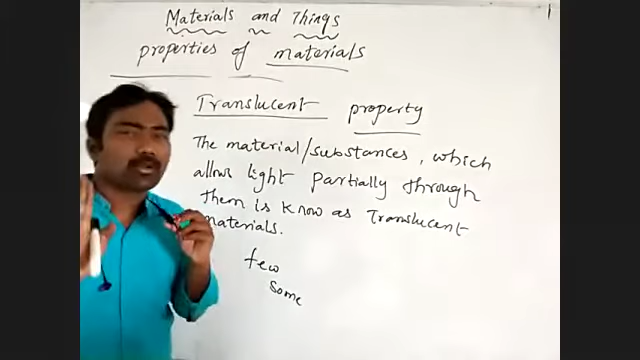 Materials and Things
properties of materials
Translucent property
The material/substances, which
allows light partially through
them is know as Translucent
materials.
few
some